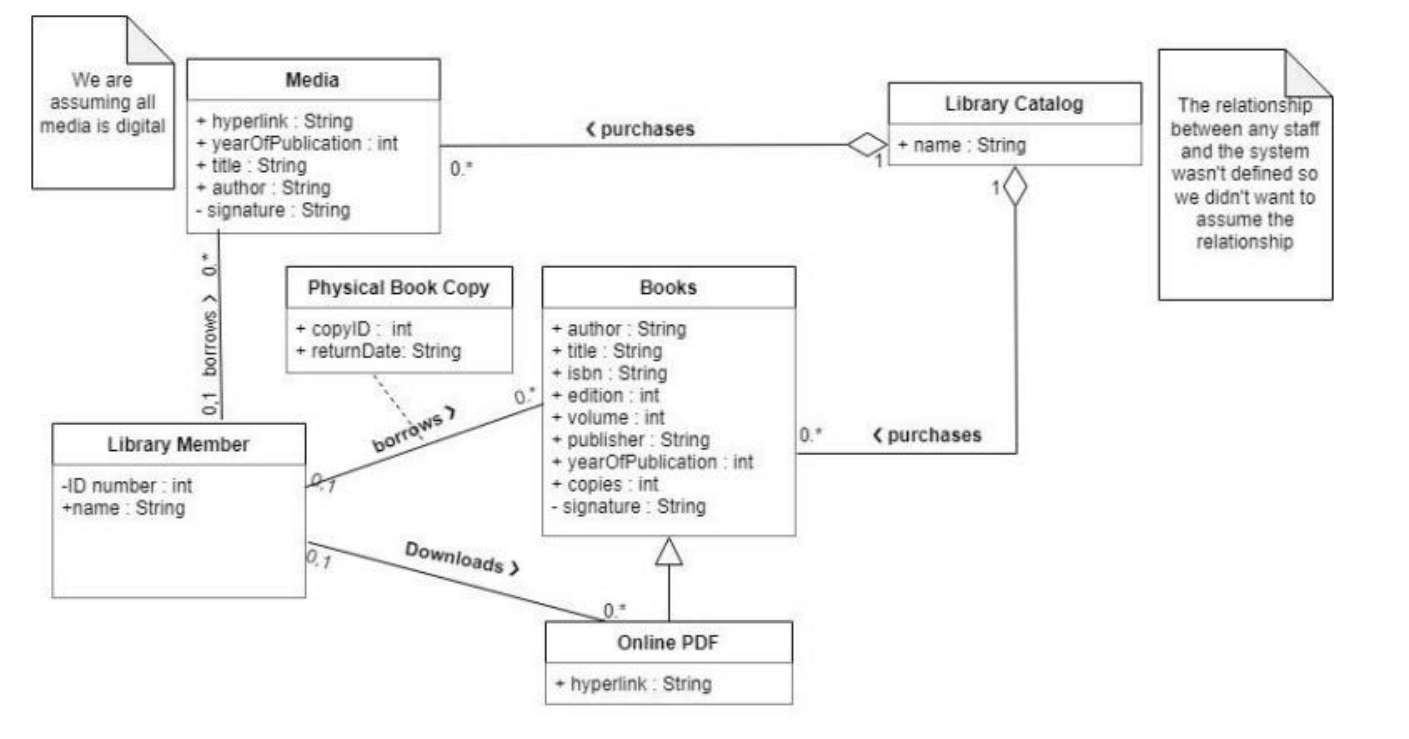 We are
assuming all
media is digital
Media
+ hyperlink : String
+ yearOfPublication : int
+ title : String
+ author : String
- signature : String
❮ purchases
0.*
1
Library Catalog
+ name : String
1
The relationship
between any staff
and the system
wasn't defined so
we didn't want to
assume the
relationship
0.*
borrows ❯
0,1
Physical Book Copy
+ copyID : int
+ returnDate: String
Books
+ author : String
+ title : String
+ isbn : String
+ edition : int
+ volume : int
+ publisher : String
+ yearOfPublication : int
+ copies : int
- signature : String
0.*
borrows ❯
0,1
0.*
❮ purchases
Library Member
-ID number : int
+name : String
0,1
Downloads ❯
0.*
Online PDF
+ hyperlink : String